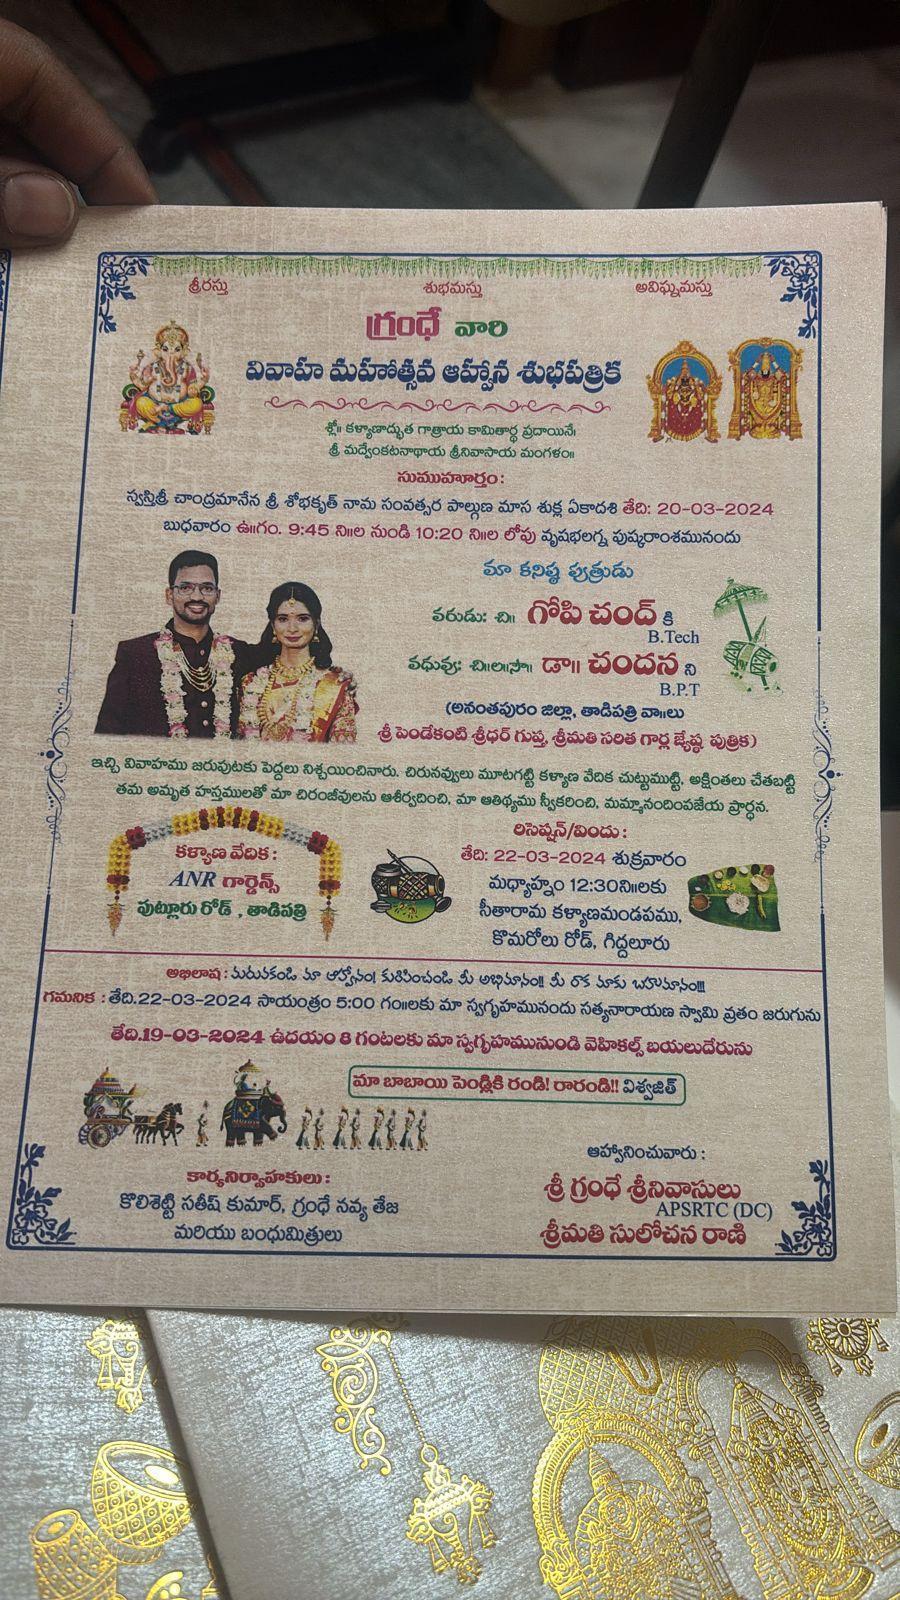 శ్రీరస్తు శుభమస్తు అవిఘ్నమస్తు
గ్రంధే వారి
వివాహ మహోత్సవ ఆహ్వాన శుభపత్రిక
శ్లో॥ కళ్యాణాద్భుత గాత్రాయ కామితార్థ ప్రదాయినే।
శ్రీ మద్వేంకటనాథాయ శ్రీనివాసాయ మంగళం॥
సుముహూర్తం:
స్వస్తిశ్రీ చాంద్రమానేన శ్రీ శోభకృత్ నామ సంవత్సర పాల్గుణ మాస శుక్ల ఏకాదశి తేది: 20-03-2024
బుధవారం ఉ॥గం. 9:45 ని॥ల నుండి 10:20 ని॥ల లోపు వృషభలగ్న పుష్కరాంశమునందు
మా కనిష్ఠ పుత్రుడు
వరుడు: చి॥ గోపి చంద్ కి
B.Tech
వధువు: చి॥ల॥సా॥ డా॥ చందన ని
B.P.T
(అనంతపురం జిల్లా, తాడిపత్రి వా॥లు
శ్రీ పెండేకంటి శ్రీధర్ గుప్త, శ్రీమతి సరిత గార్ల జ్యేష్ఠ పుత్రిక)
ఇచ్చి వివాహము జరుపుటకు పెద్దలు నిశ్చయించినారు. చిరునవ్వులు మూటగట్టి కళ్యాణ వేదిక చుట్టుముట్టి, అక్షింతలు చేతబట్టి
తమ అమృత హస్తములతో మా చిరంజీవులను ఆశీర్వదించి, మా ఆతిథ్యము స్వీకరించి, మమ్మానందింపజేయ ప్రార్ధన.
కళ్యాణ వేదిక :
ANR గార్డెన్స్
పుట్లూరు రోడ్ , తాడిపత్రి
రిసెప్షన్/విందు :
తేది: 22-03-2024 శుక్రవారం
మధ్యాహ్నం 12:30ని॥లకు
సీతారామ కళ్యాణమండపము,
కొమరోలు రోడ్, గిద్దలూరు
అభిలాష : మరువకండి మా ఆహ్వానం! కురిపించండి మీ అభిమానం!! మీ రాక మాకు బహుమానం!!!
గమనిక : తేది.22-03-2024 సాయంత్రం 5:00 గం॥లకు మా స్వగృహమునందు సత్యనారాయణ స్వామి వ్రతం జరుగును
తేది.19-03-2024 ఉదయం 8 గంటలకు మా స్వగృహమునుండి వెహికల్స్ బయలుదేరును
మా బాబాయి పెండ్లికి రండి! రారండి!! విశ్వజిత్
కార్యనిర్వాహకులు :
కొలిశెట్టి సతీష్ కుమార్, గ్రంధే నవ్య తేజ
మరియు బంధుమిత్రులు
ఆహ్వానించువారు :
శ్రీ గ్రంధే శ్రీనివాసులు
APSRTC (DC)
శ్రీమతి సులోచన రాణి